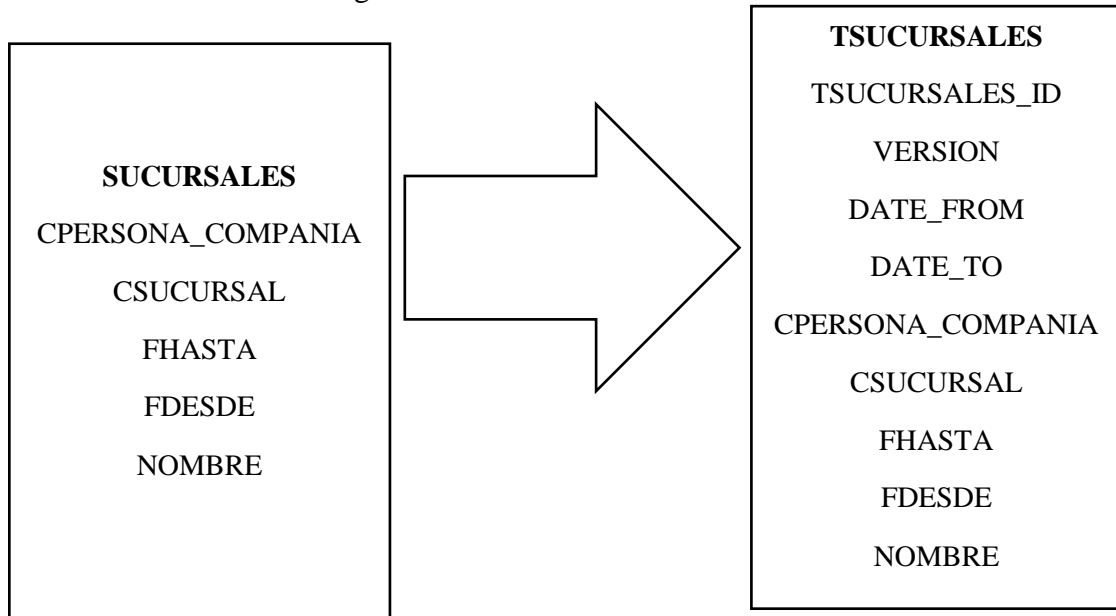 SUCURSALES
CPERSONA_COMPANIA
CSUCURSAL
FHASTA
FDESDE
NOMBRE
TSUCURSALES
TSUCURSALES_ID
VERSION
DATE_FROM
DATE_TO
CPERSONA_COMPANIA
CSUCURSAL
FHASTA
FDESDE
NOMBRE